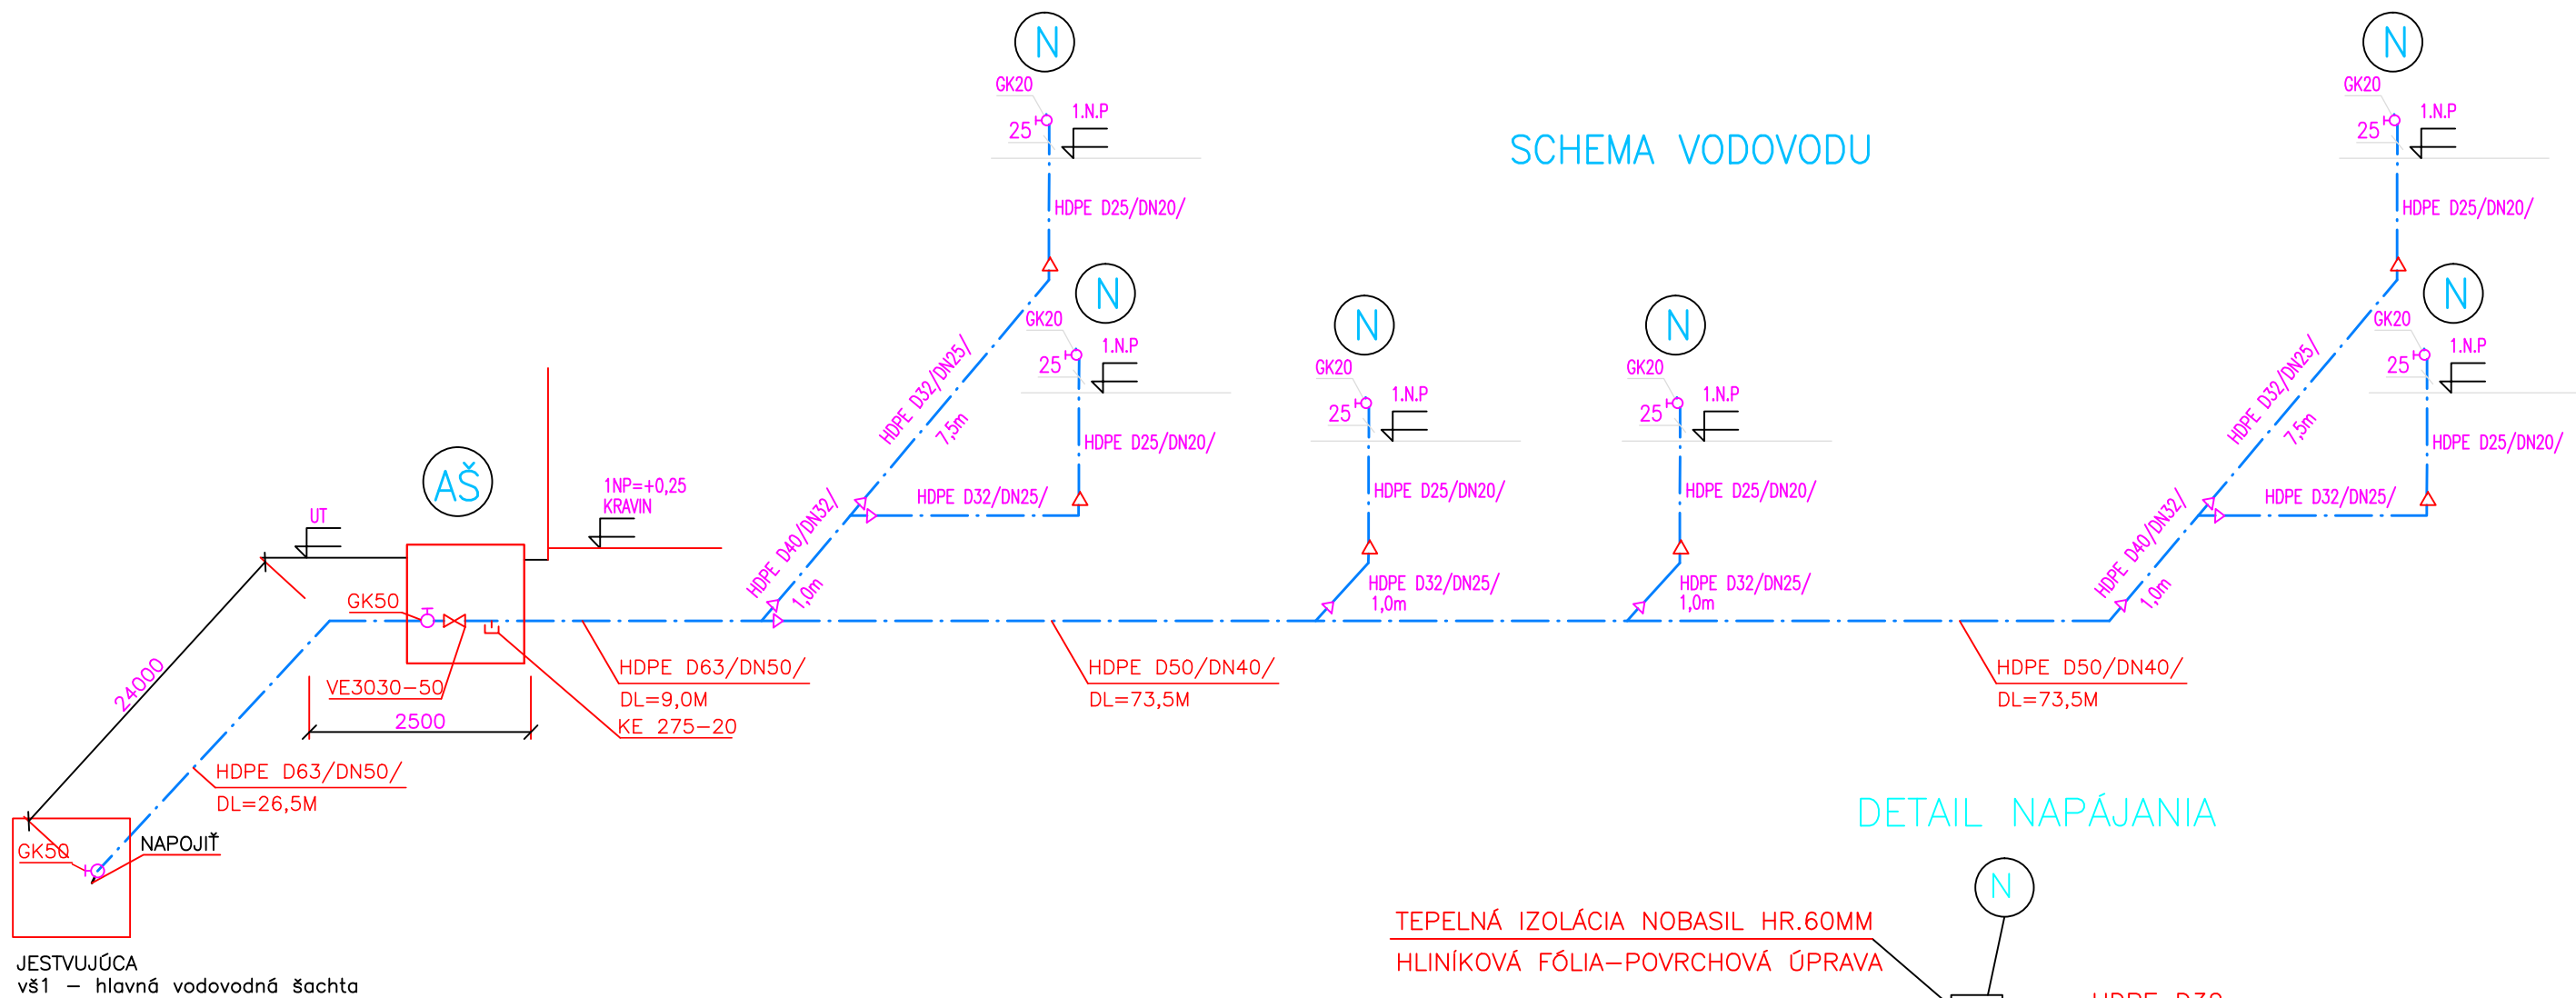 N
GK20
1.N.P
25
HDPE D25/DN20/
N
GK20
1.N.P
25
HDPE D25/DN20/
HDPE D32/DN25/
7,5m
HDPE D32/DN25/
HDPE D40/DN32/
1,0m
SCHEMA VODOVODU
N
GK20
1.N.P
25
HDPE D25/DN20/
HDPE D32/DN25/
1,0m
N
GK20
1.N.P
25
HDPE D25/DN20/
HDPE D32/DN25/
1,0m
N
GK20
1.N.P
25
HDPE D25/DN20/
N
GK20
1.N.P
25
HDPE D25/DN20/
HDPE D32/DN25/
7,5m
HDPE D32/DN25/
HDPE D40/DN32/
1,0m
AŠ
UT
1NP=+0,25
KRAVIN
GK50
VE3030-50
2500
24000
HDPE D63/DN50/
DL=9,0M
KE 275-20
HDPE D50/DN40/
DL=73,5M
HDPE D50/DN40/
DL=73,5M
HDPE D63/DN50/
DL=26,5M
GK50
NAPOJIŤ
JESTVUJÚCA
vš1 - hlavná vodovodná šachta
DETAIL NAPÁJANIA
N
TEPELNÁ IZOLÁCIA NOBASIL HR.60MM
HLINÍKOVÁ FÓLIA-POVRCHOVÁ ÚPRAVA